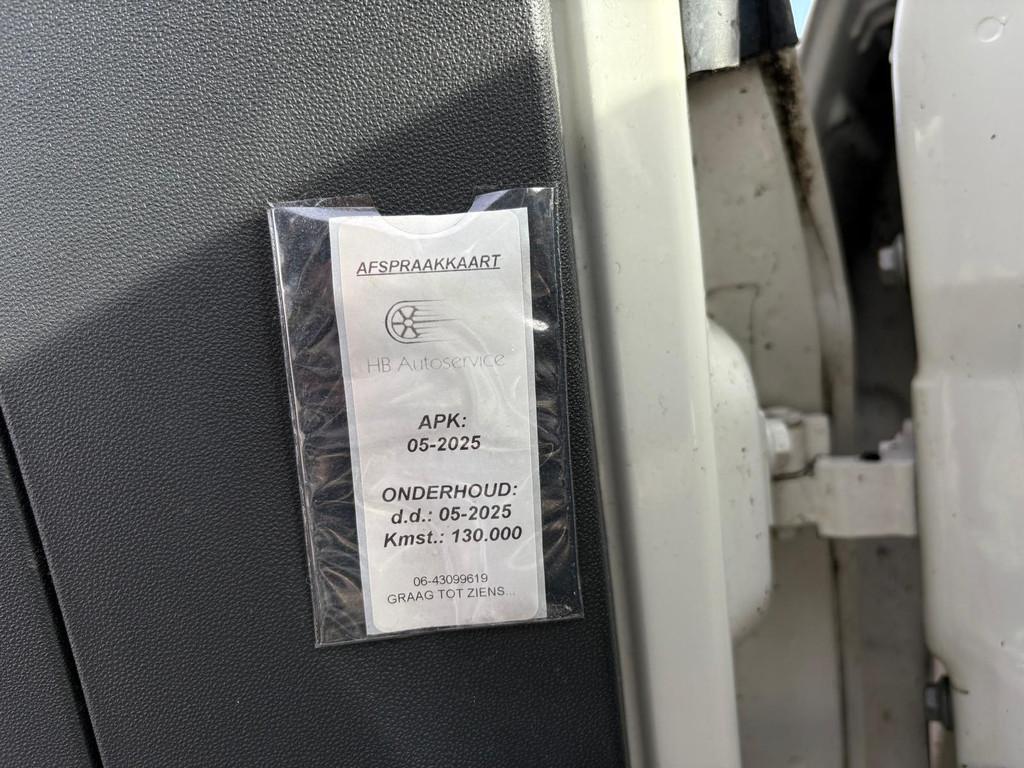 AFSPRAAKKAART
HB Autoservice
APK:
05-2025
ONDERHOUD:
d.d.: 05-2025
Kmst.: 130.000
06-43099619
GRAAG TOT ZIENS...